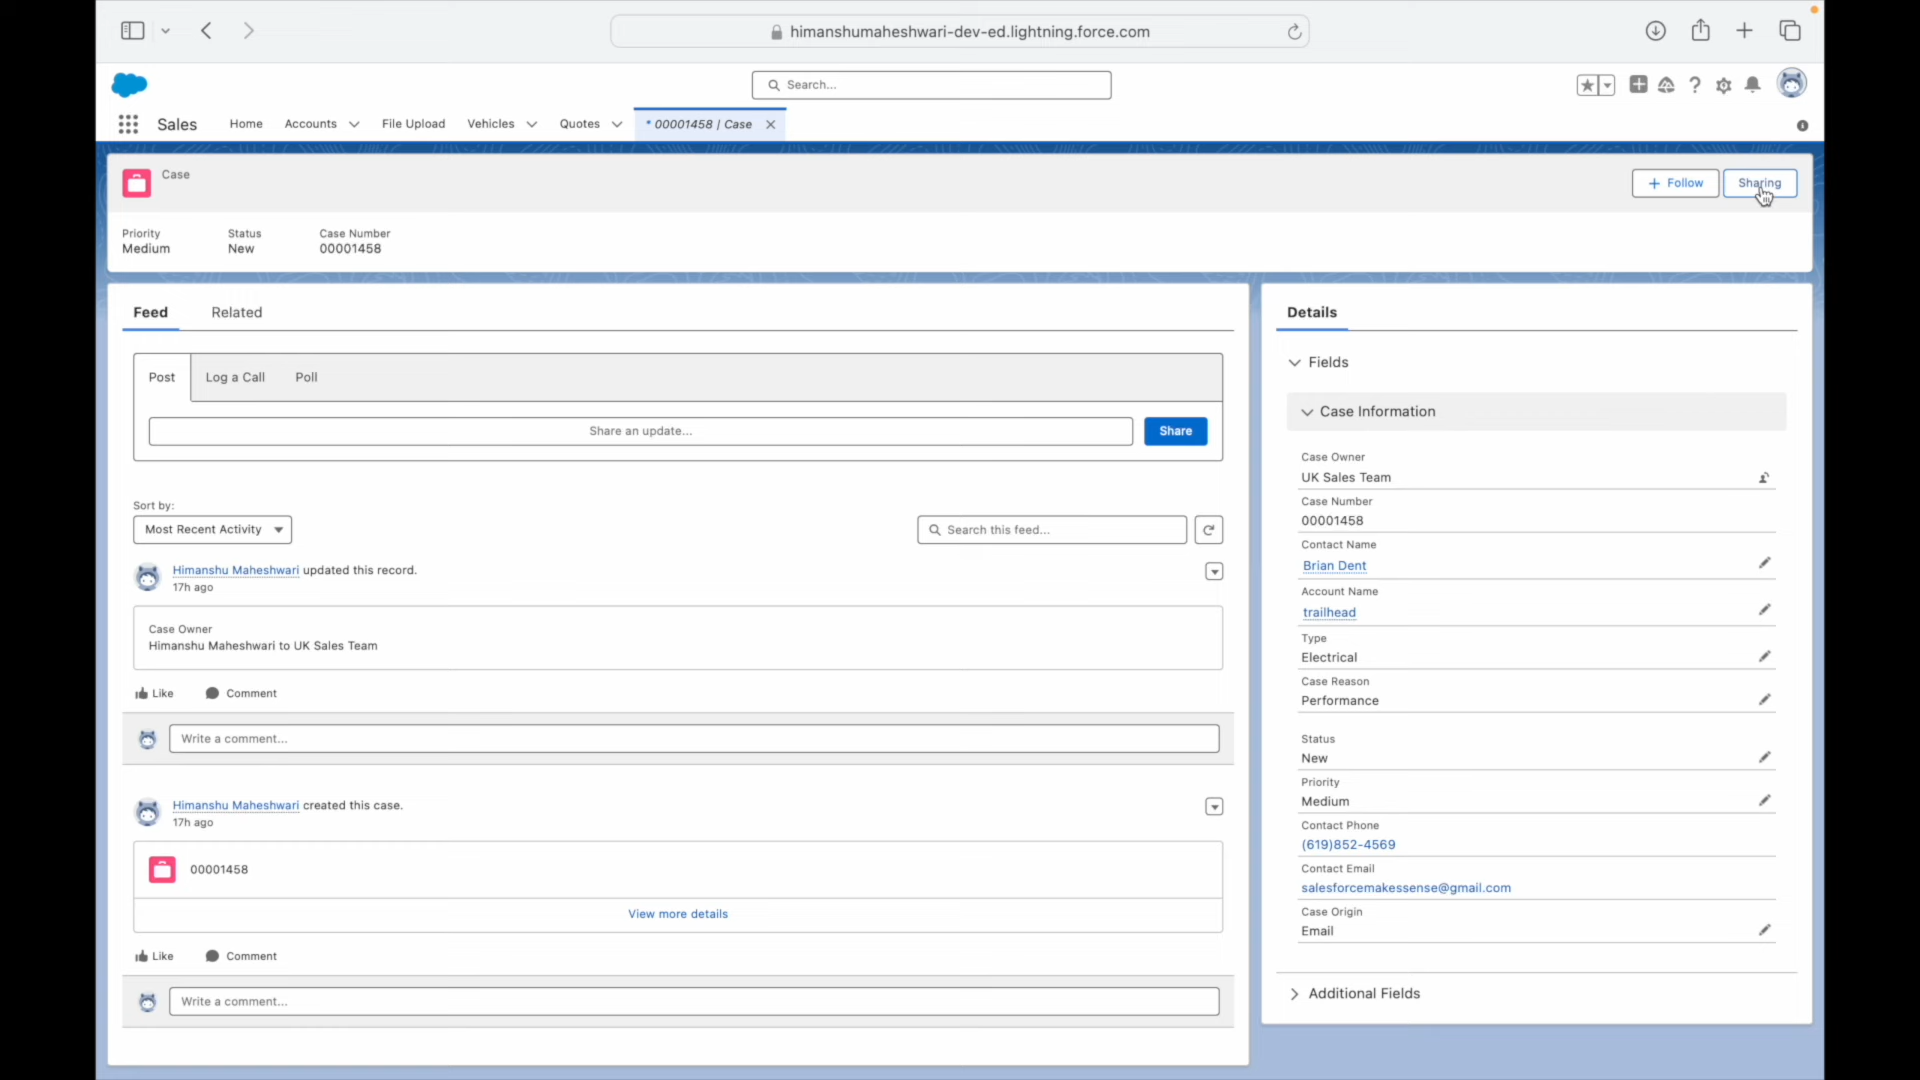 himanshumaheshwari-dev-ed.lightning.force.com
Search...
Sales
Home
Accounts
File Upload
Vehicles
Quotes
* 00001458 | Case
Case
Follow
Sharing
Priority
Medium
Status
New
Case Number
00001458
Feed
Related
Post
Log a Call
Poll
Share an update...
Share
Sort by:
Most Recent Activity
Search this feed...
Himanshu Maheshwari updated this record.
17h ago
Case Owner
Himanshu Maheshwari to UK Sales Team
Like
Comment
Write a comment...
Himanshu Maheshwari created this case.
17h ago
00001458
View more details
Like
Comment
Write a comment...
Details
Fields
Case Information
Case Owner
UK Sales Team
Case Number
00001458
Contact Name
Brian Dent
Account Name
trailhead
Type
Electrical
Case Reason
Performance
Status
New
Priority
Medium
Contact Phone
(619)852-4569
Contact Email
salesforcemakessense@gmail.com
Case Origin
Email
Additional Fields